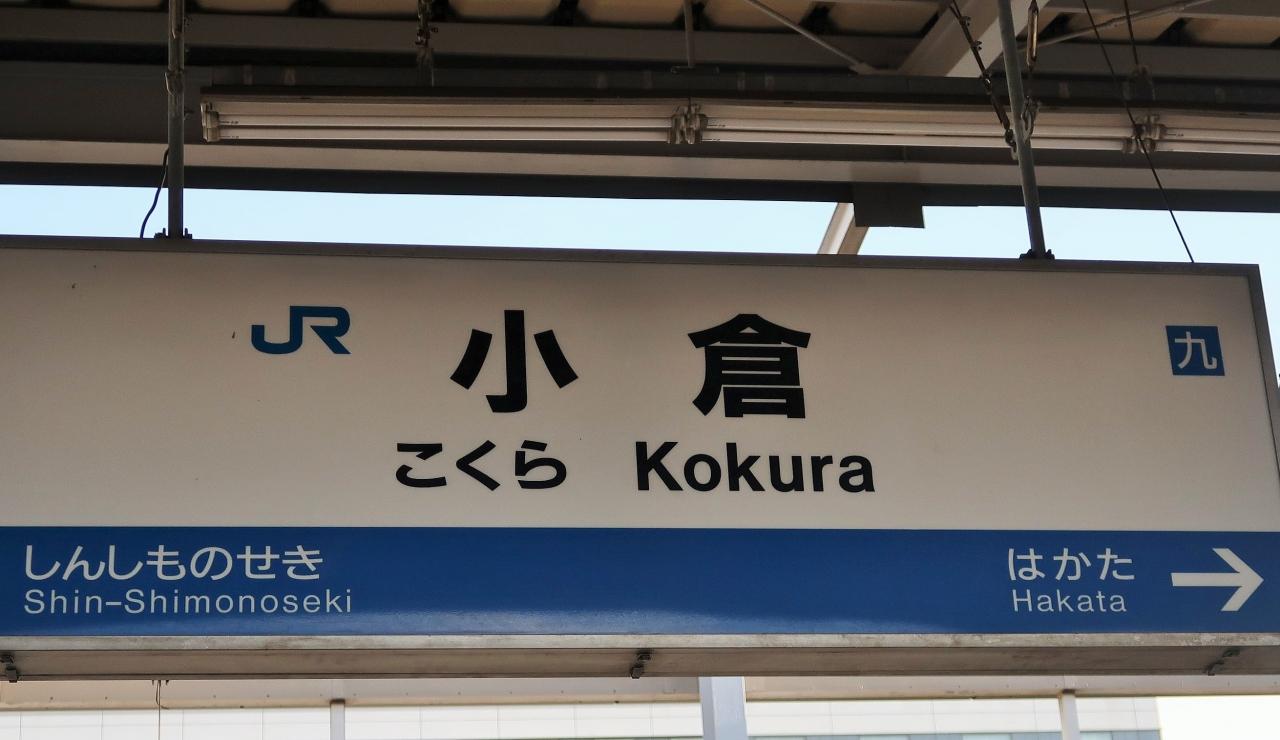 JR 小倉 九
こくら Kokura
しんしものせき はかた →
Shin-Shimonoseki Hakata